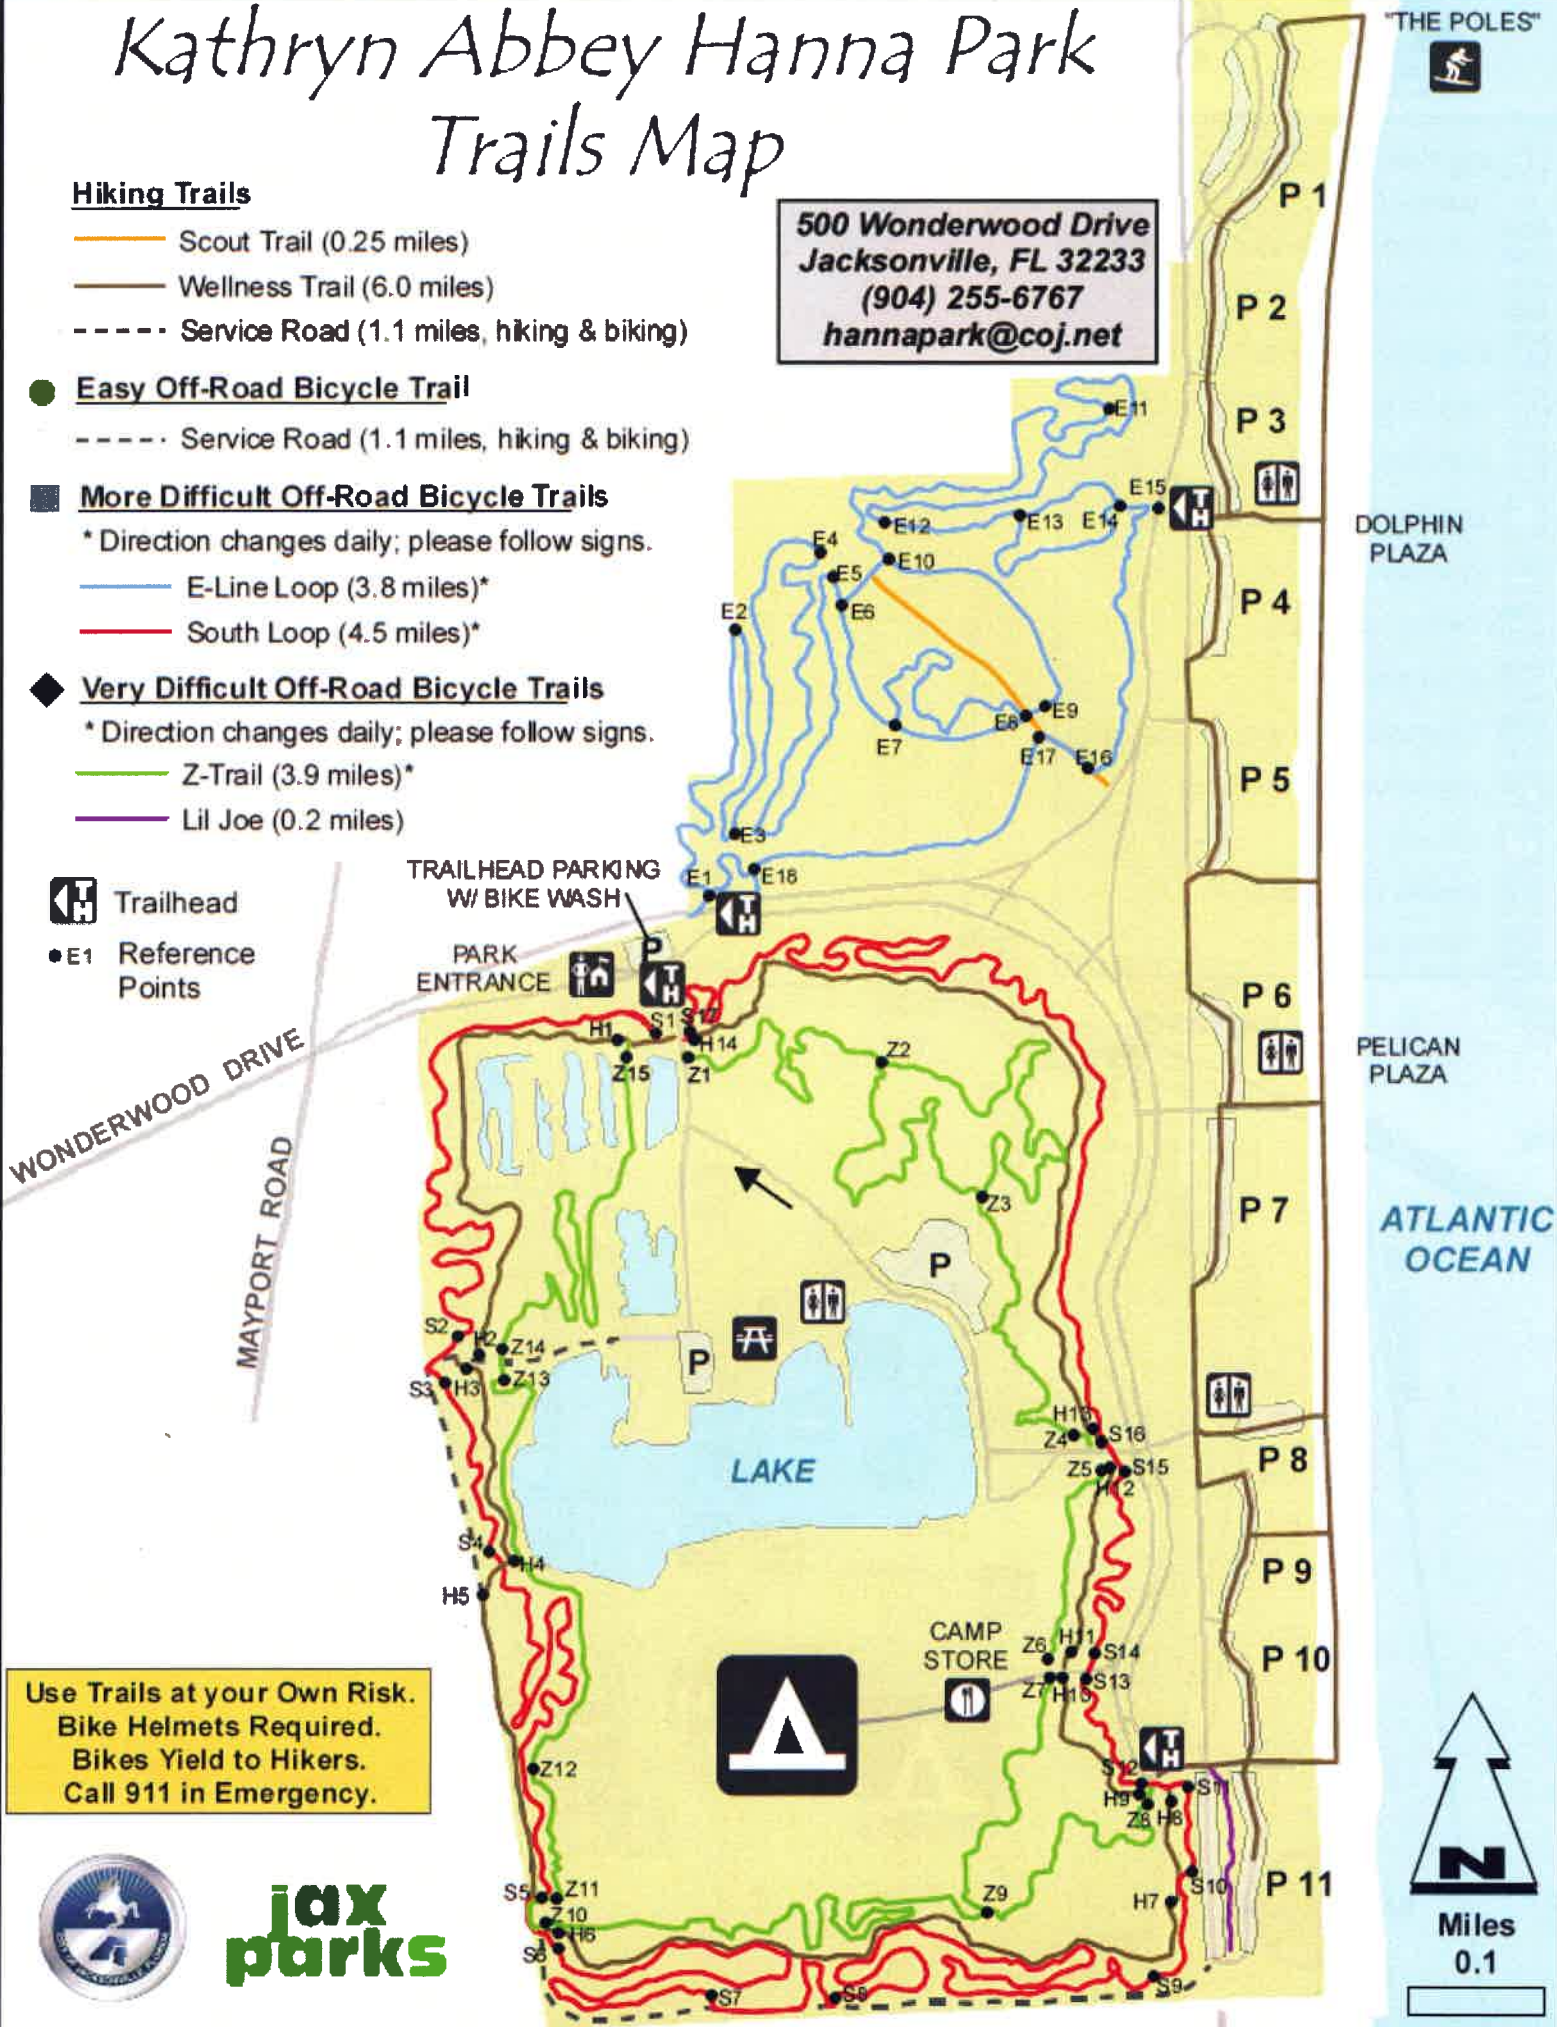 Kathryn Abbey Hanna Park
Trails Map
"THE POLES"
Hiking Trails
Scout Trail (0.25 miles)
Wellness Trail (6.0 miles)
Service Road (1.1 miles, hiking & biking)
Easy Off-Road Bicycle Trail
Service Road (1.1 miles, hiking & biking)
More Difficult Off-Road Bicycle Trails
* Direction changes daily; please follow signs.
E-Line Loop (3.8 miles)*
South Loop (4.5 miles)*
Very Difficult Off-Road Bicycle Trails
* Direction changes daily; please follow signs.
Z-Trail (3.9 miles)*
Lil Joe (0.2 miles)
TH
Trailhead
E1
Reference
Points
500 Wonderwood Drive
Jacksonville, FL 32233
(904) 255-6767
hannapark@coj.net
P 1
P 2
P 3
P 4
P 5
P 6
P 7
P 8
P 9
P 10
P 11
DOLPHIN
PLAZA
PELICAN
PLAZA
ATLANTIC
OCEAN
E11
E15
TH
E14
E13
E12
E10
E4
E5
E6
E2
E7
E8
E9
E17
E16
E3
E18
E1
TH
TRAILHEAD PARKING
W/ BIKE WASH
P
TH
PARK
ENTRANCE
WONDERWOOD DRIVE
MAYPORT ROAD
H1
S1
S17
H14
Z15
Z1
Z2
Z3
P
P
S2
H2
Z14
S3
H3
Z13
H13
Z4
S16
Z5
S15
H12
LAKE
S4
H4
H5
CAMP
STORE
Z6
H11
S14
Z7
H10
S13
TH
S12
S11
H9
Z8
H8
Z12
S5
Z11
Z10
H6
S6
Z9
H7
S10
S7
S8
S9
Use Trails at your Own Risk.
Bike Helmets Required.
Bikes Yield to Hikers.
Call 911 in Emergency.
jax
parks
N
Miles
0.1